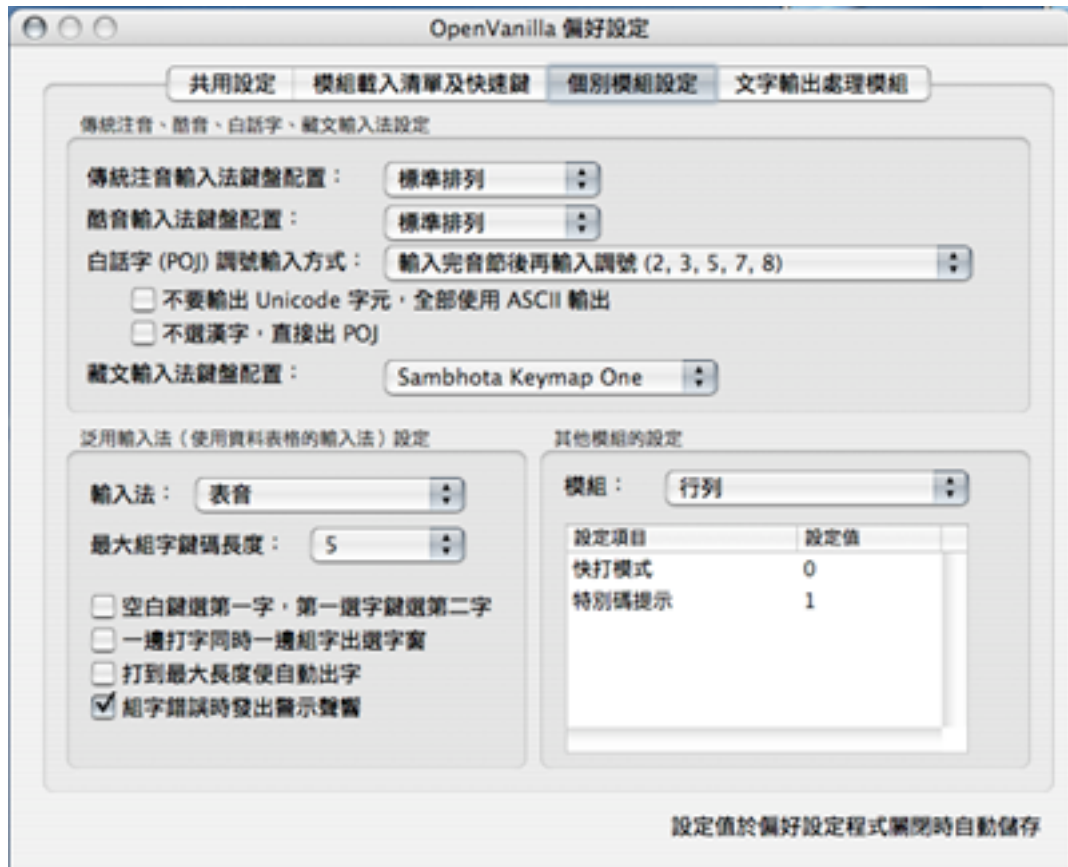 OpenVanilla 偏好設定
共用設定 模組載入清單及快速鍵 個別模組設定 文字輸出處理模組
傳統注音、酷音、白話字、藏文輸入法設定
傳統注音輸入法鍵盤配置： 標準排列
酷音輸入法鍵盤配置： 標準排列
白話字 (POJ) 調號輸入方式： 輸入完音節後再輸入調號 (2, 3, 5, 7, 8)
不要輸出 Unicode 字元，全部使用 ASCII 輸出
不選漢字，直接出 POJ
藏文輸入法鍵盤配置： Sambhota Keymap One
泛用輸入法（使用資料表格的輸入法）設定
輸入法： 表音
最大組字鍵碼長度： 5
空白鍵選第一字，第一選字鍵選第二字
一邊打字同時一邊組字出選字窗
打到最大長度便自動出字
組字錯誤時發出警示聲響
其他模組的設定
模組： 行列
設定項目 設定值
快打模式 0
特別碼提示 1
設定值於偏好設定程式關閉時自動儲存